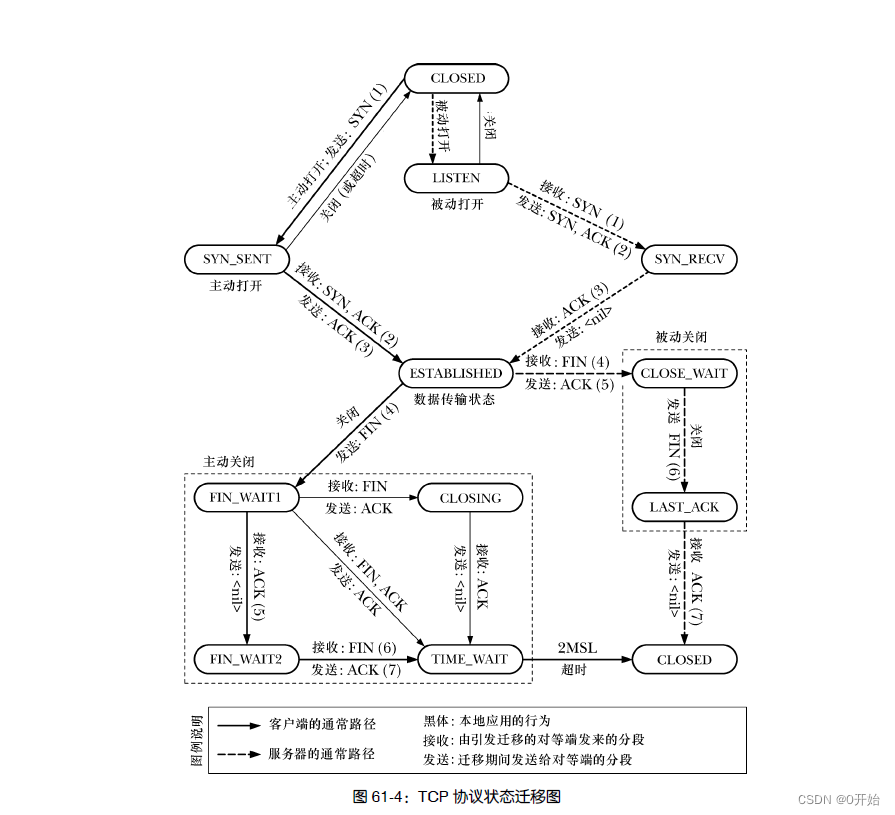 CLOSED
主动打开; 发送: SYN (1)
关闭 (或超时)
被动打开
:关闭
LISTEN
被动打开
接收: SYN (1)
发送: SYN, ACK (2)
SYN_SENT
主动打开
SYN_RECV
接收: SYN, ACK (2)
发送: ACK (3)
接收: ACK (3)
发送: <nil>
ESTABLISHED
数据传输状态
接收: FIN (4)
发送: ACK (5)
被动关闭
CLOSE_WAIT
关闭
发送 FIN (6)
LAST_ACK
接收 ACK (7)
发送: <nil>
CLOSED
关闭
发送: FIN (4)
主动关闭
FIN_WAIT1
接收: FIN
发送: ACK
CLOSING
接收: ACK (5)
发送: <nil>
接收: FIN, ACK
发送: ACK
接收: ACK
发送: <nil>
FIN_WAIT2
接收: FIN (6)
发送: ACK (7)
TIME_WAIT
2MSL
超时
图例说明
客户端的通常路径
服务器的通常路径
黑体: 本地应用的行为
接收: 由引发迁移的对等端发来的分段
发送: 迁移期间发送给对等端的分段
图 61-4: TCP 协议状态迁移图
CSDN @0开始